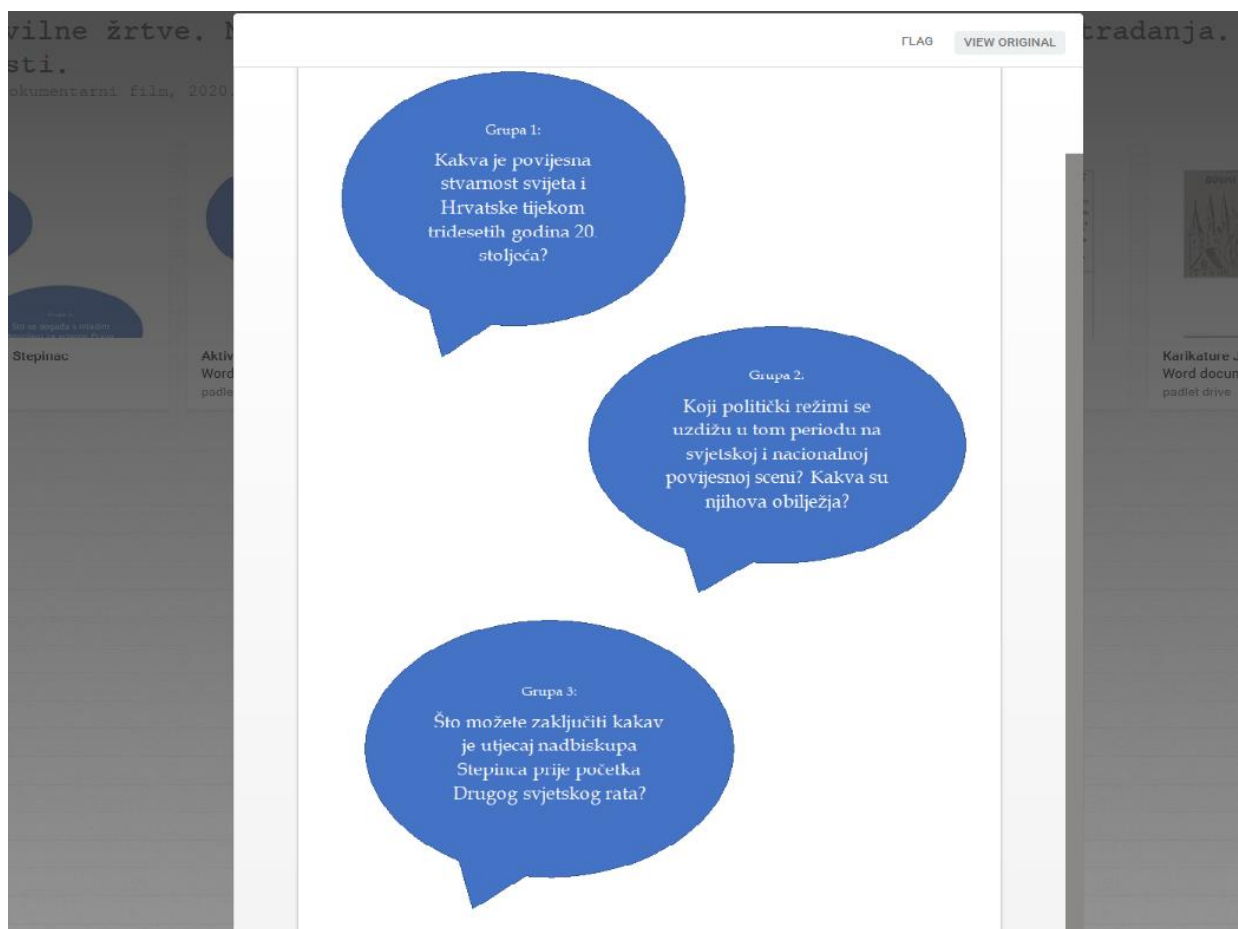 vilne žrtve.
tradanja.
sti.
okumentarni film, 2020.
FLAG
VIEW ORIGINAL
Grupa 1:
Kakva je povijesna
stvarnost svijeta i
Hrvatske tijekom
tridesetih godina 20.
stoljeća?
Grupa 2:
Koji politički režimi se
uzdižu u tom periodu na
svjetskoj i nacionalnoj
povijesnoj sceni? Kakva su
njihova obilježja?
Grupa 3:
Što možete zaključiti kakav
je utjecaj nadbiskupa
Stepinca prije početka
Drugog svjetskog rata?
Stepinac
Aktiv
Word
padle
Karikature J
Word docum
padlet drive